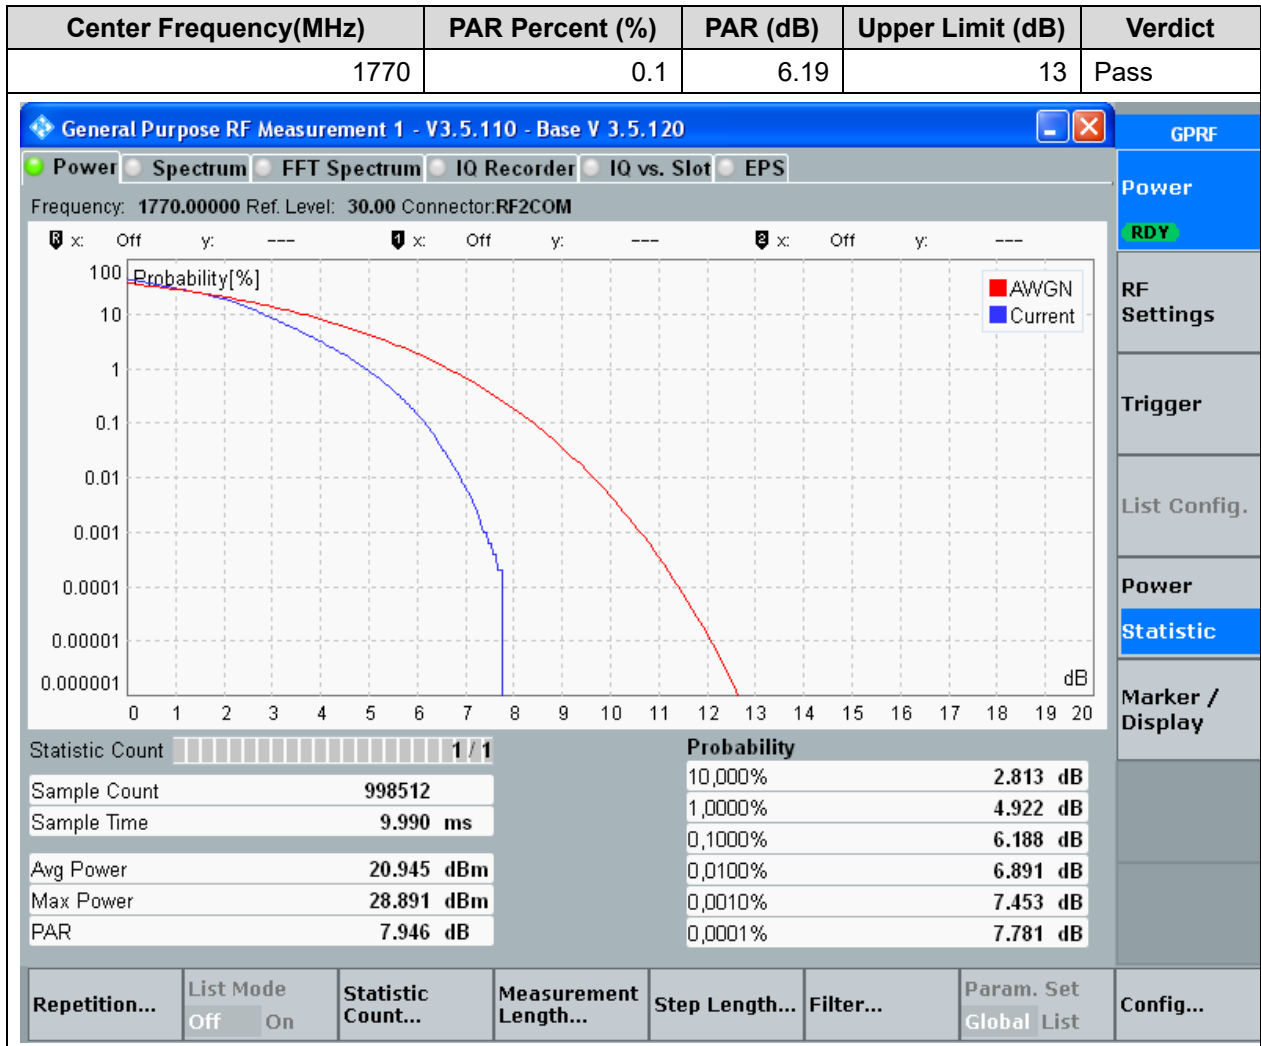 Center Frequency(MHz) PAR Percent (%) PAR (dB) Upper Limit (dB) Verdict
1770 0.1 6.19 13 Pass
General Purpose RF Measurement 1 - V3.5.110 - Base V 3.5.120
GPRF
Power Spectrum FFT Spectrum IQ Recorder IQ vs. Slot EPS
Power
RDY
Frequency: 1770.00000 Ref. Level: 30.00 Connector:RF2COM
R x: Off y: --- 1 x: Off y: --- 2 x: Off y: ---
RF
Settings
Trigger
List Config.
Power
Statistic
Marker /
Display
Probability[%]
AWGN
Current
100
10
1
0.1
0.01
0.001
0.0001
0.00001
0.000001
dB
0 1 2 3 4 5 6 7 8 9 10 11 12 13 14 15 16 17 18 19 20
Statistic Count 1 / 1
Sample Count 998512
Sample Time 9.990 ms
Avg Power 20.945 dBm
Max Power 28.891 dBm
PAR 7.946 dB
Probability
10,000% 2.813 dB
1,0000% 4.922 dB
0,1000% 6.188 dB
0,0100% 6.891 dB
0,0010% 7.453 dB
0,0001% 7.781 dB
Repetition...
List Mode
Off On
Statistic
Count...
Measurement
Length...
Step Length...
Filter...
Param. Set
Global List
Config...